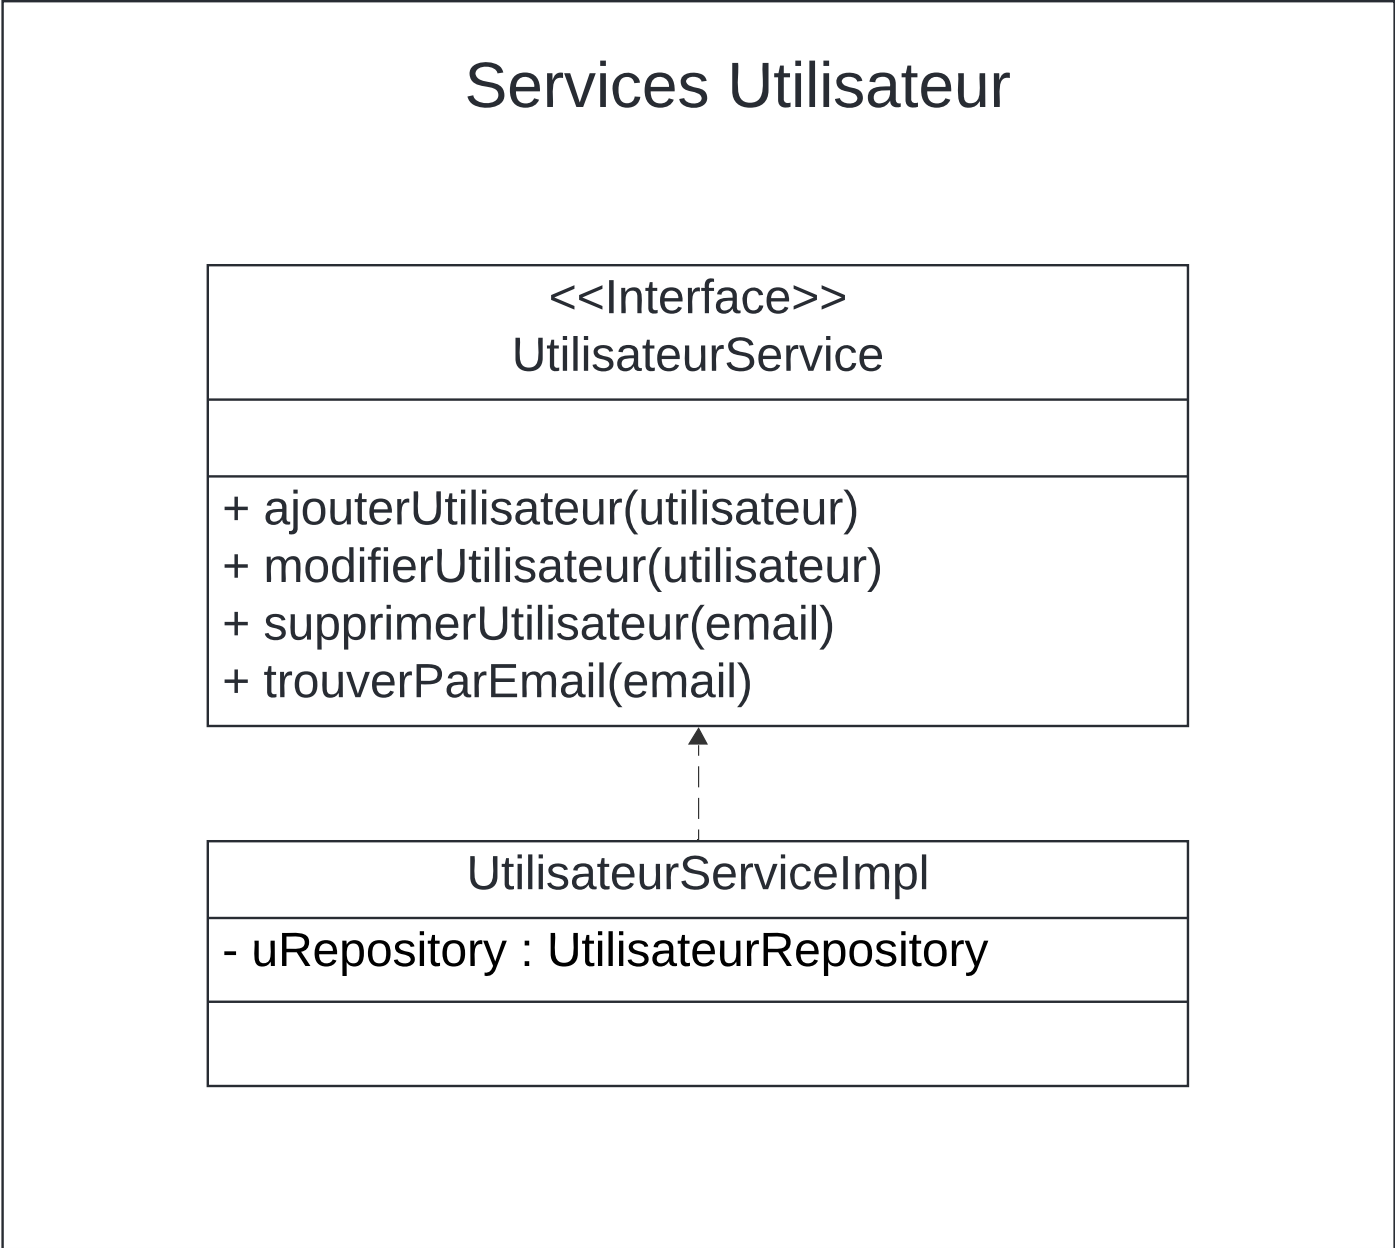 Services Utilisateur
<<Interface>>
UtilisateurService
+ ajouterUtilisateur(utilisateur)
+ modifierUtilisateur(utilisateur)
+ supprimerUtilisateur(email)
+ trouverParEmail(email)
UtilisateurServiceImpl
- uRepository : UtilisateurRepository